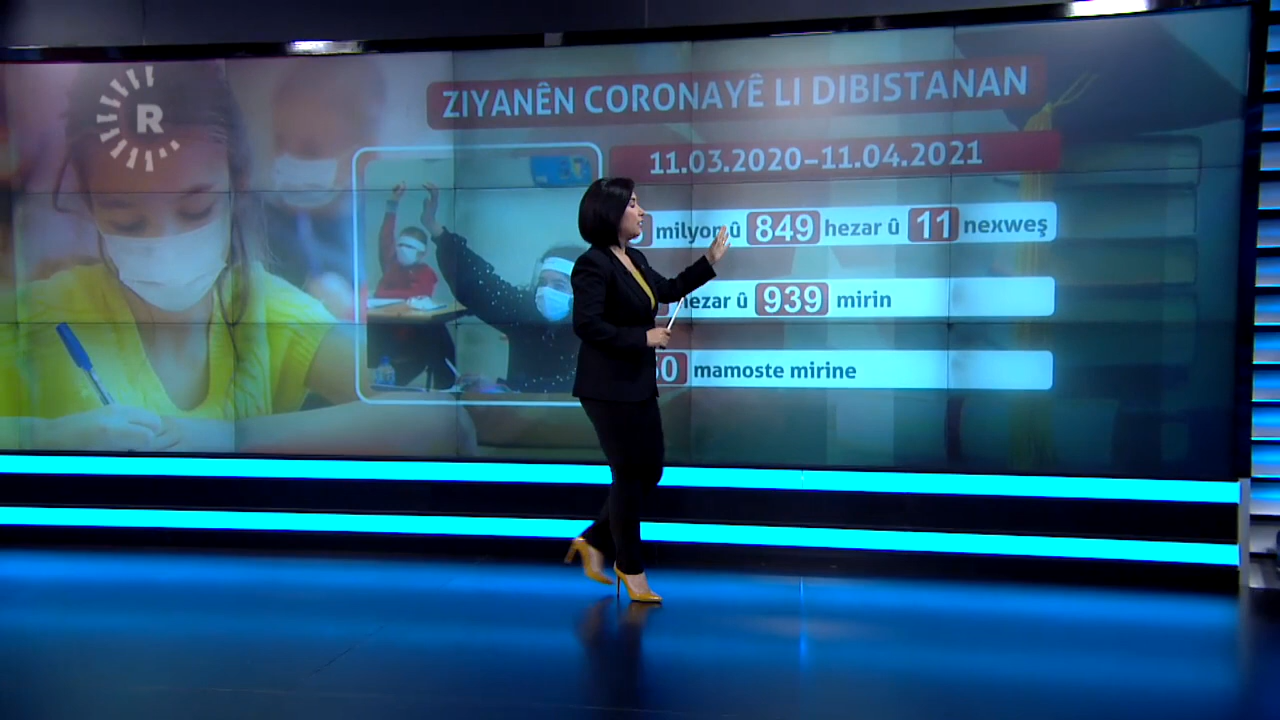 R
ZIYANÊN CORONAYÊ LI DIBISTANAN
11.03.2020-11.04.2021
milyon û 849 hezar û 11 nexweş
hezar û 939 mirin
0 mamoste mirine